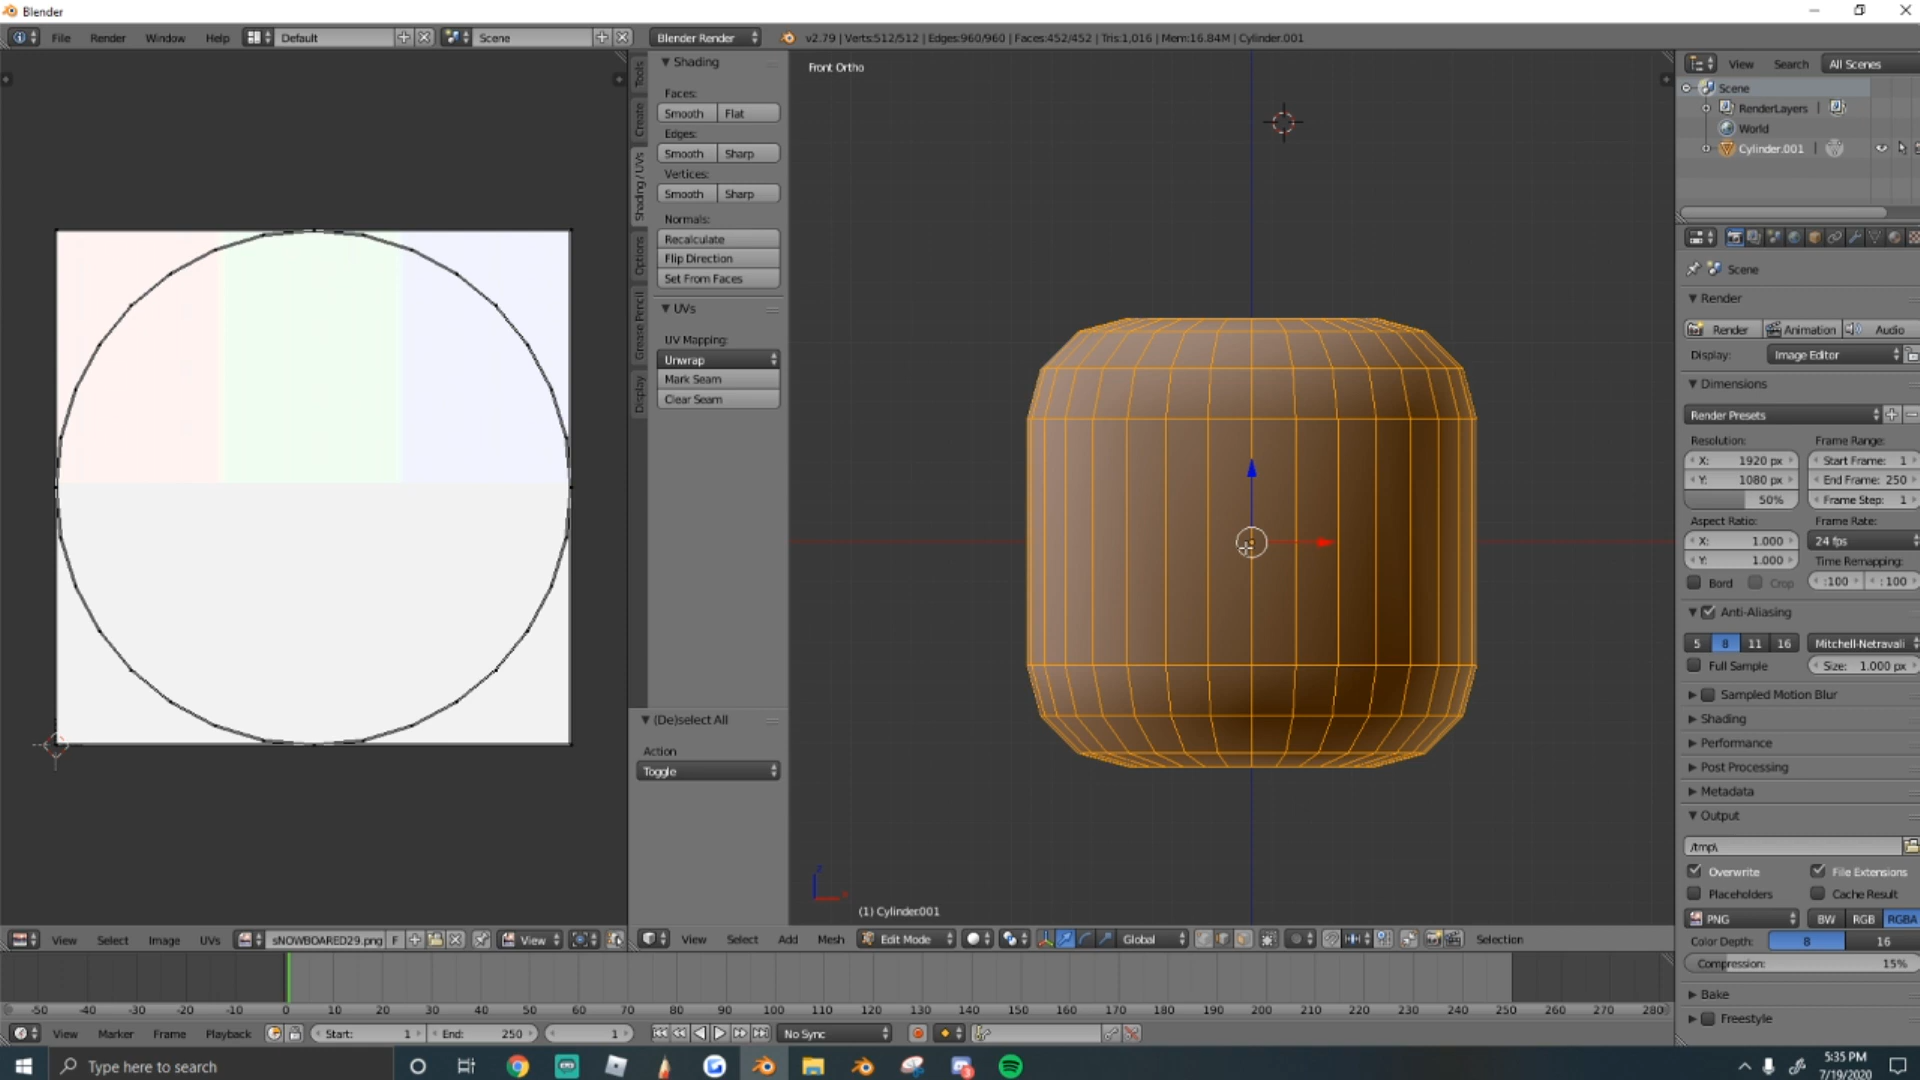 Blender
File Render Window Help Default Scene Blender Render v2.79 | Verts:512/512 | Edges:960/960 | Faces:452/452 | Tris:1,016 | Mem:16.84M | Cylinder.001
Tools
Create
Shading / UVs
Options
Grease Pencil
Display
Shading
Faces:
Smooth Flat
Edges:
Smooth Sharp
Vertices:
Smooth Sharp
Normals:
Recalculate
Flip Direction
Set From Faces
UVs
UV Mapping:
Unwrap
Mark Seam
Clear Seam
(De)select All
Action
Toggle
Front Ortho
(1) Cylinder.001
View Search All Scenes
Scene
RenderLayers
World
Cylinder.001
Scene
Render
Render Animation Audio
Display: Image Editor
Dimensions
Render Presets
Resolution: Frame Range:
X: 1920 px Start Frame: 1
Y: 1080 px End Frame: 250
50% Frame Step: 1
Aspect Ratio: Frame Rate:
X: 1.000 24 fps
Y: 1.000 Time Remapping:
Bord Crop :100 :100
Anti-Aliasing
5 8 11 16 Mitchell-Netravali
Full Sample Size: 1.000 px
Sampled Motion Blur
Shading
Performance
Post Processing
Metadata
Output
/tmp\
Overwrite File Extensions
Placeholders Cache Result
PNG BW RGB RGBA
Color Depth: 8 16
Compression: 15%
Bake
Freestyle
View Select Image UVs sNOWBOARED29.png F View
View Select Add Mesh Edit Mode Global Selection
-50 -40 -30 -20 -10 0 10 20 30 40 50 60 70 80 90 100 110 120 130 140 150 160 170 180 190 200 210 220 230 240 250 260 270 280
View Marker Frame Playback Start: 1 End: 250 1 No Sync
Type here to search
5:35 PM
7/19/2020